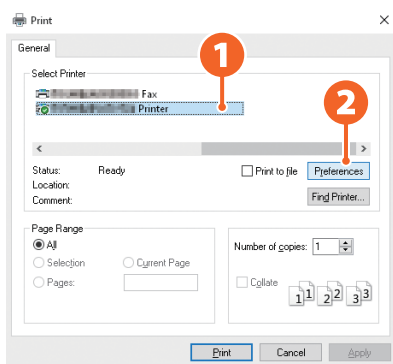 Print
General
1
Select Printer
Fax
Printer
2
Status: Ready
Print to file
Preferences
Location:
Comment:
Find Printer...
Page Range
All
Selection
Current Page
Pages:
Number of copies: 1
Collate
1 1 2 2 3 3
Print Cancel Apply